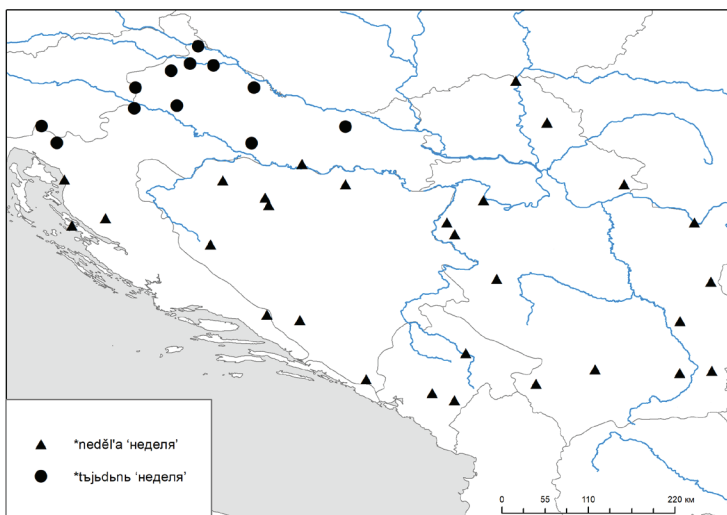 *neděl'a ‘неделя’
*tъjьdьnь ‘неделя’
0 55 110 220 км